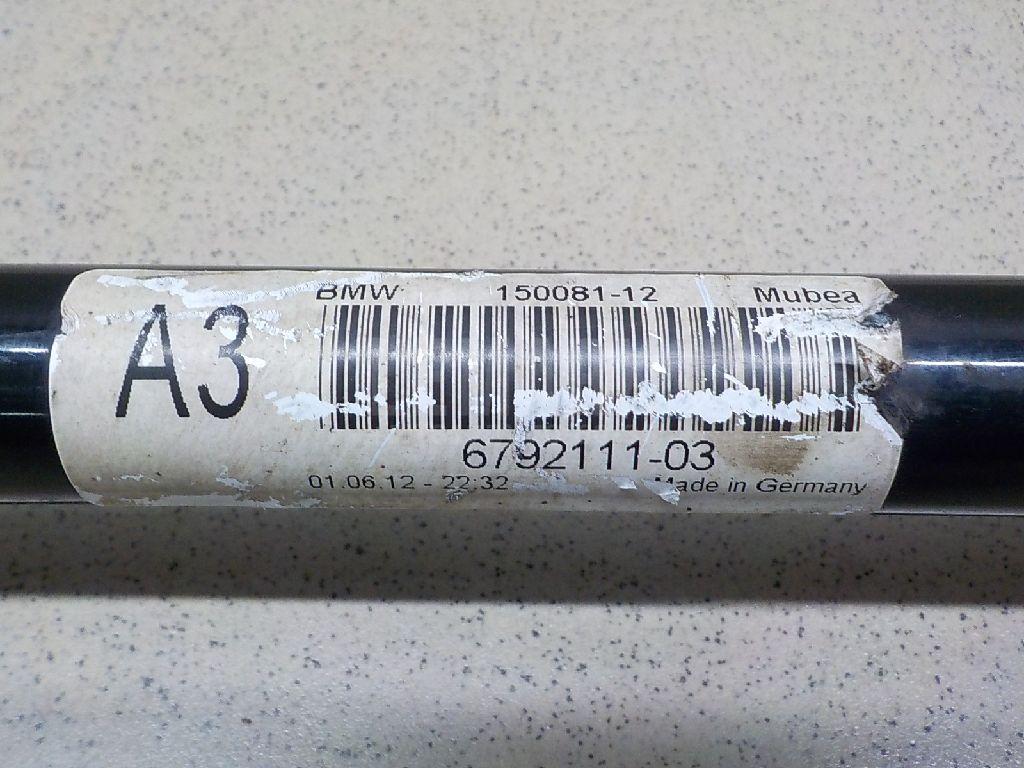 A3
BMW 150081-12 Mubea
6792111-03
01.06.12 - 22:32 Made in Germany